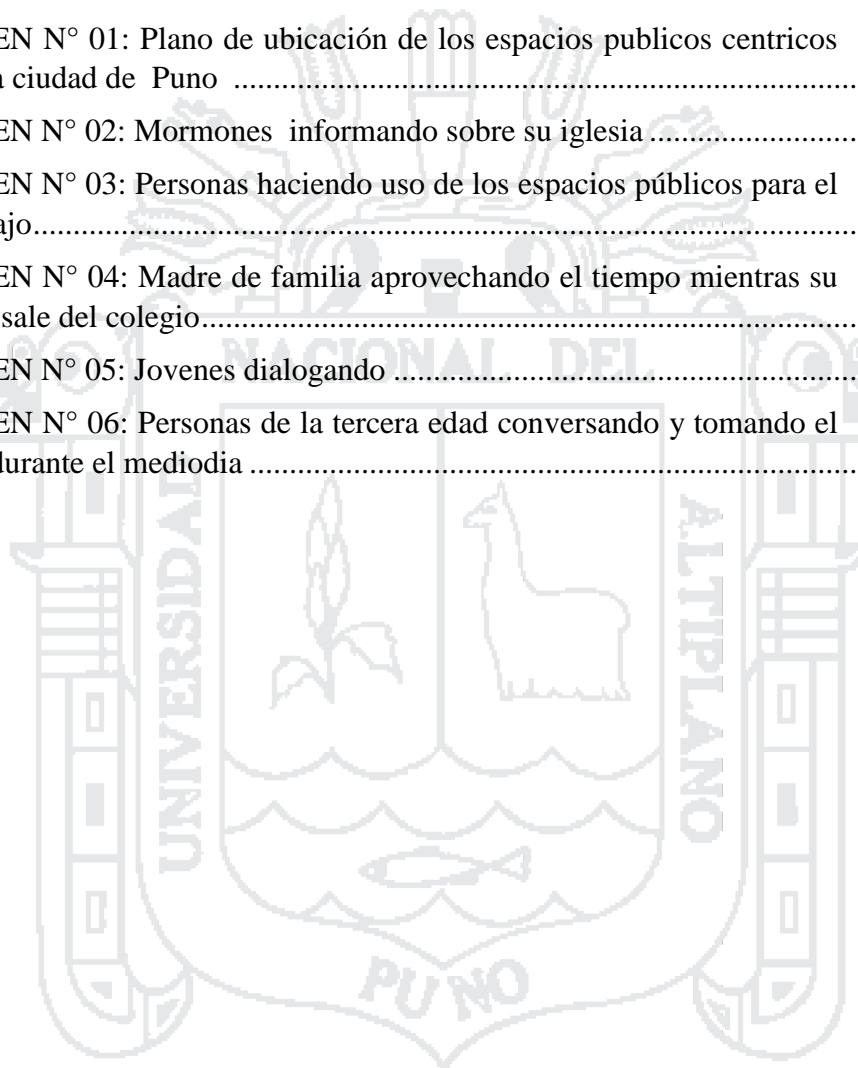 EN N° 01: Plano de ubicación de los espacios publicos centricos
a ciudad de Puno ........................................................................
EN N° 02: Mormones informando sobre su iglesia ..........................
EN N° 03: Personas haciendo uso de los espacios públicos para el
ajo................................................................................................
EN N° 04: Madre de familia aprovechando el tiempo mientras su
sale del colegio............................................................................
EN N° 05: Jovenes dialogando .....................................................
EN N° 06: Personas de la tercera edad conversando y tomando el
durante el mediodia ......................................................................
NACIONAL DEL
UNIVERSIDAD
ALTIPLANO
PUNO